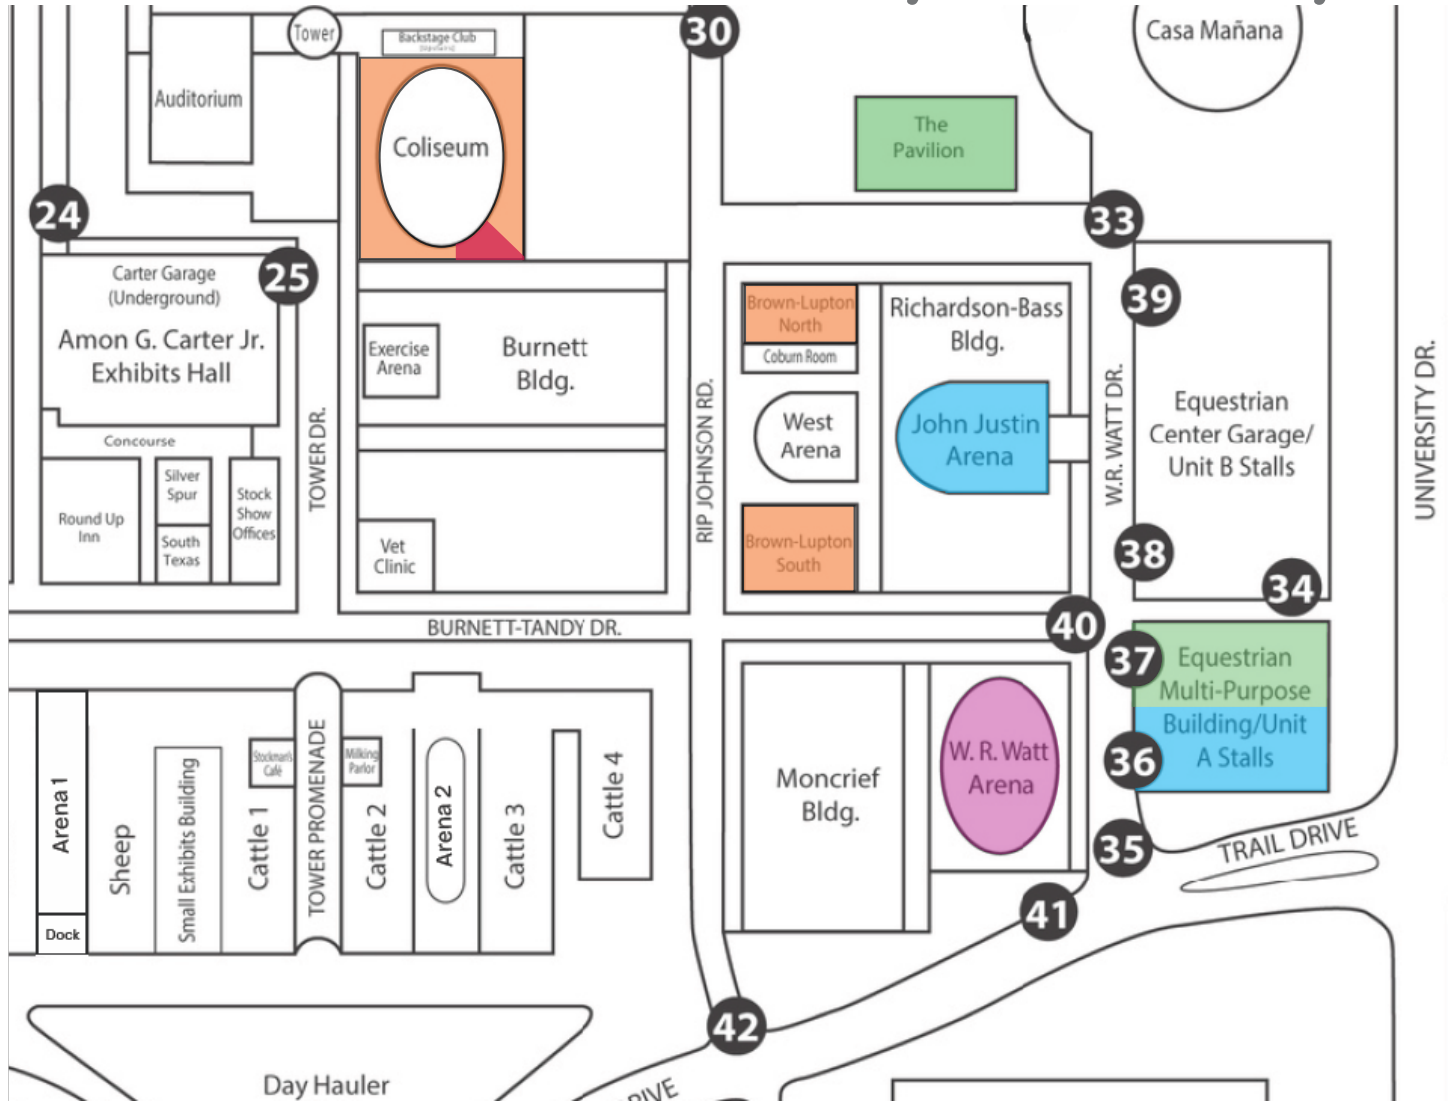 Tower
Backstage Club
30
Casa Mañana
Auditorium
Coliseum
The
Pavilion
24
33
25
Carter Garage
(Underground)
Amon G. Carter Jr.
Exhibits Hall
Exercise
Arena
Burnett
Bldg.
Brown-Lupton
North
Coburn Room
Richardson-Bass
Bldg.
39
West
Arena
John Justin
Arena
Equestrian
Center Garage/
Unit B Stalls
Concourse
Round Up
Inn
Silver
Spur
South
Texas
Stock
Show
Offices
TOWER DR.
Vet
Clinic
RIP JOHNSON RD.
Brown-Lupton
South
W.R. WATT DR.
UNIVERSITY DR.
38
34
BURNETT-TANDY DR.
40
37
Equestrian
Multi-Purpose
Building/Unit
A Stalls
36
Arena 1
Dock
Sheep
Small Exhibits Building
Stockman's
Café
Cattle 1
TOWER PROMENADE
Milking
Parlor
Cattle 2
Arena 2
Cattle 3
Cattle 4
Moncrief
Bldg.
W. R. Watt
Arena
35
TRAIL DRIVE
41
42
Day Hauler